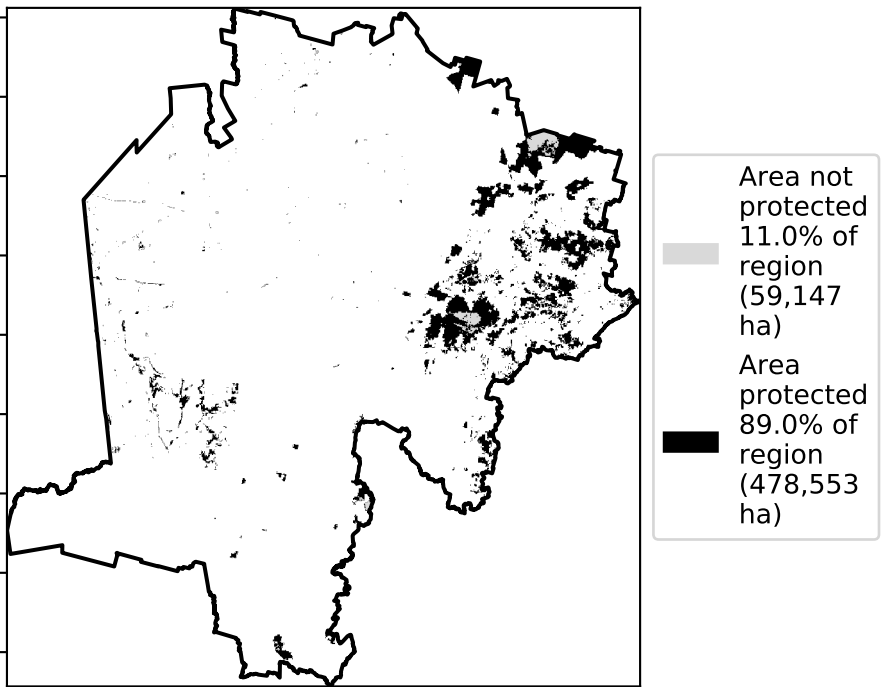 Area not
protected
11.0% of
region
(59,147
ha)
Area
protected
89.0% of
region
(478,553
ha)